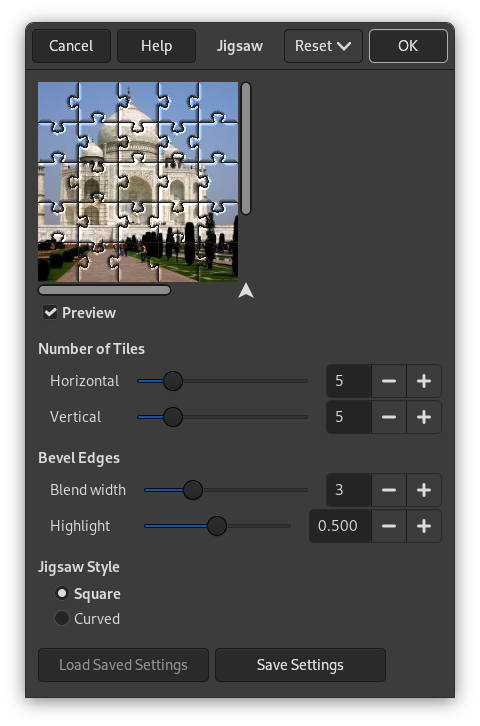 Cancel Help Jigsaw Reset OK
Preview
Number of Tiles
Horizontal 5
Vertical 5
Bevel Edges
Blend width 3
Highlight 0.500
Jigsaw Style
Square
Curved
Load Saved Settings Save Settings